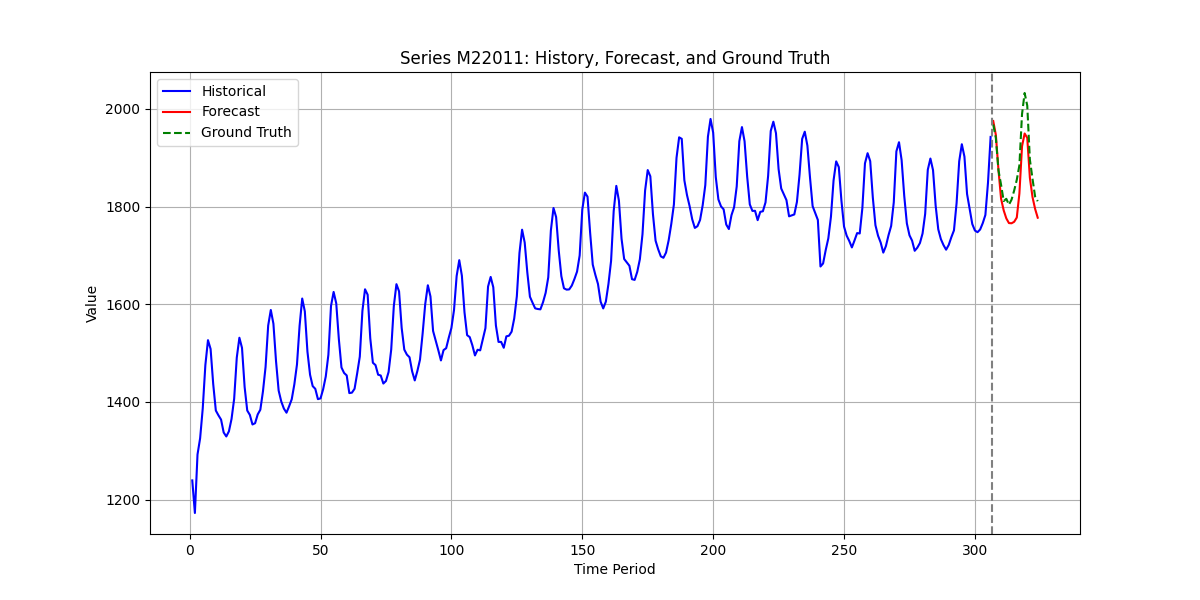 Series M22011: History, Forecast, and Ground Truth
Historical
Forecast
Ground Truth
2000
1800
1600
1400
1200
Value
0 50 100 150 200 250 300
Time Period